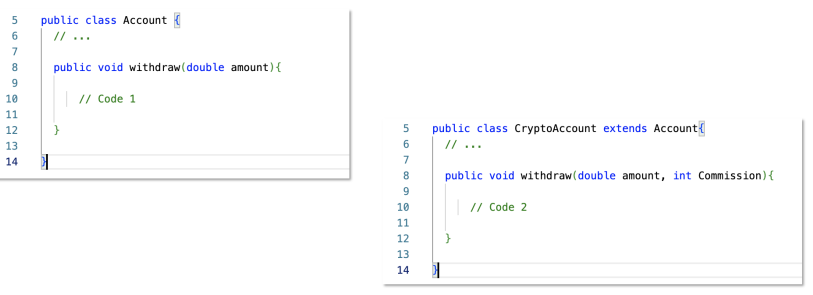 5 public class Account {
6 // ...
7
8 public void withdraw(double amount){
9
10 // Code 1
11
12 }
13
14 }
5 public class CryptoAccount extends Account{
6 // ...
7
8 public void withdraw(double amount, int Commission){
9
10 // Code 2
11
12 }
13
14 }